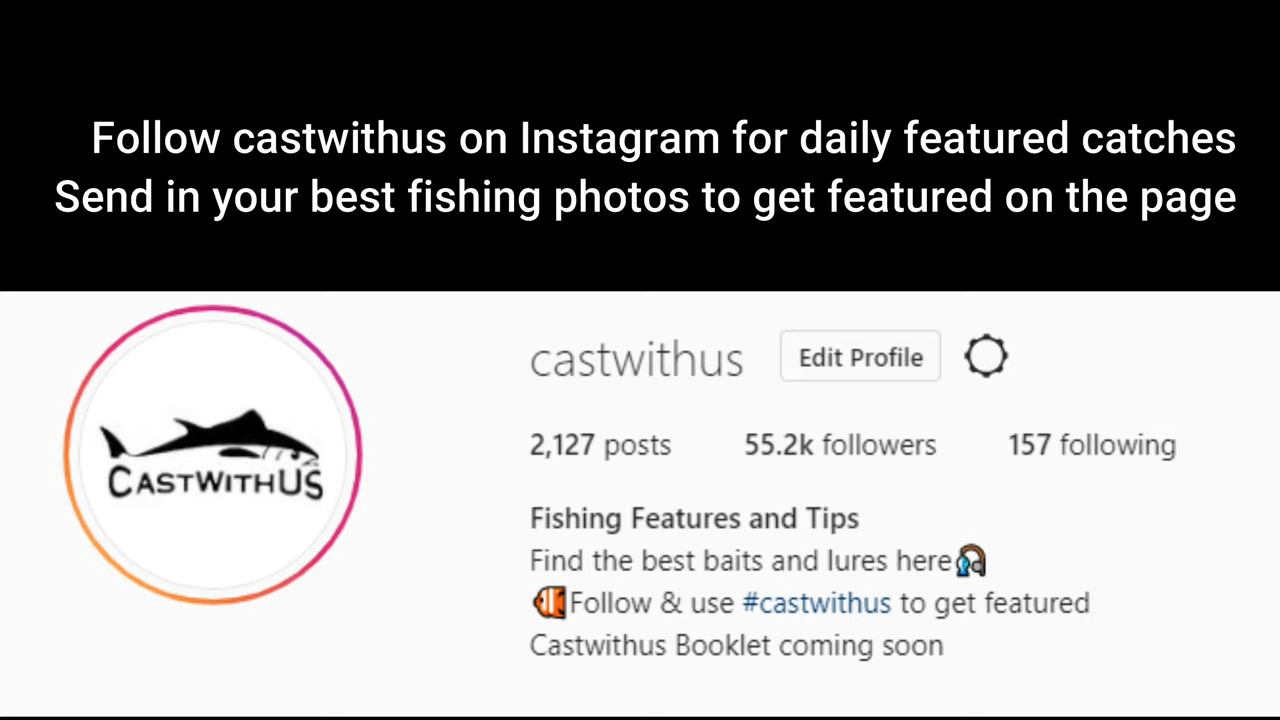 Follow castwithus on Instagram for daily featured catches
Send in your best fishing photos to get featured on the page
castwithus Edit Profile
2,127 posts 55.2k followers 157 following
CASTWITHUS
Fishing Features and Tips
Find the best baits and lures here
Follow & use #castwithus to get featured
Castwithus Booklet coming soon